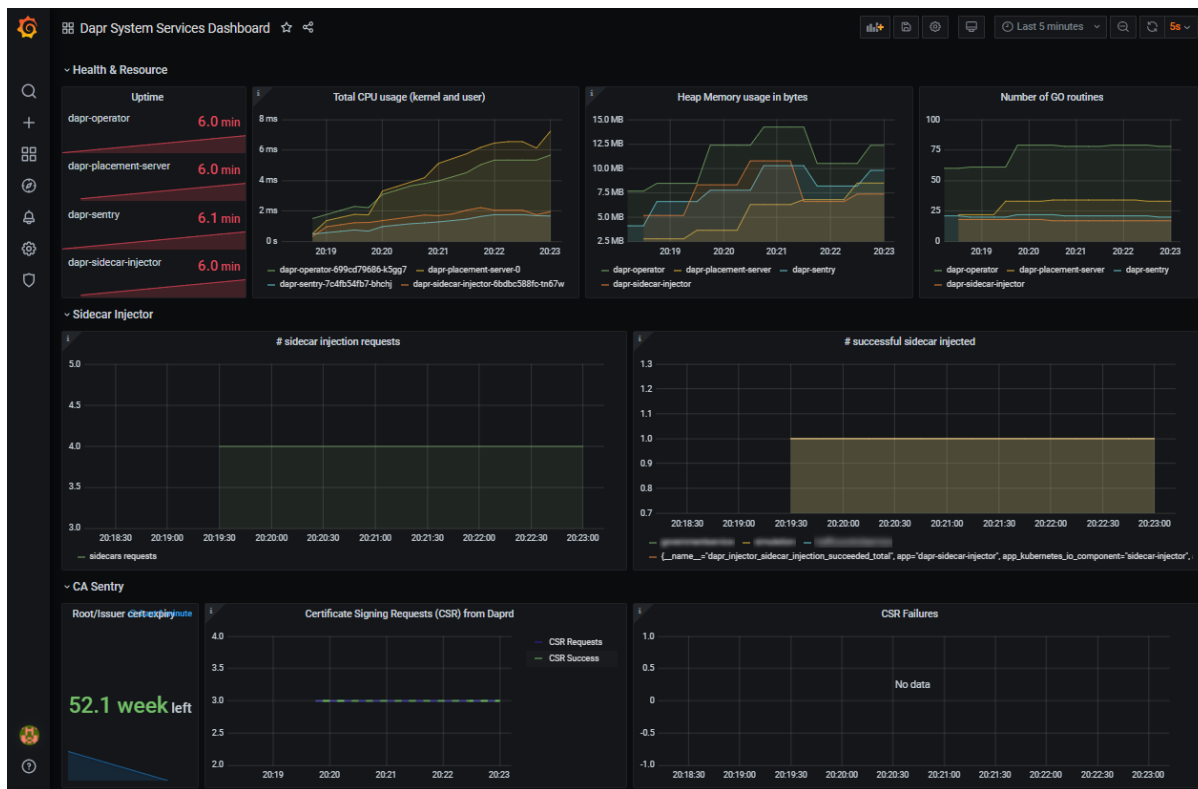 Dapr System Services Dashboard
Last 5 minutes
5s
Health & Resource
Uptime
dapr-operator
6.0 min
dapr-placement-server
6.0 min
dapr-sentry
6.1 min
dapr-sidecar-injector
6.0 min
Total CPU usage (kernel and user)
8 ms
6 ms
4 ms
2 ms
0 s
20:19 20:20 20:21 20:22 20:23
dapr-operator-699cd79686-k5gg7 dapr-placement-server-0
dapr-sentry-7c4fb54fb7-bhchj dapr-sidecar-injector-6bdbc588fc-tn67w
Heap Memory usage in bytes
15.0 MB
12.5 MB
10.0 MB
7.5 MB
5.0 MB
2.5 MB
20:19 20:20 20:21 20:22 20:23
dapr-operator dapr-placement-server dapr-sentry
dapr-sidecar-injector
Number of GO routines
100
75
50
25
0
20:19 20:20 20:21 20:22 20:23
dapr-operator dapr-placement-server dapr-sentry
dapr-sidecar-injector
Sidecar Injector
# sidecar injection requests
5.0
4.5
4.0
3.5
3.0
20:18:30 20:19:00 20:19:30 20:20:00 20:20:30 20:21:00 20:21:30 20:22:00 20:22:30 20:23:00
sidecars requests
# successful sidecar injected
1.3
1.2
1.1
1.0
0.9
0.8
0.7
20:18:30 20:19:00 20:19:30 20:20:00 20:20:30 20:21:00 20:21:30 20:22:00 20:22:30 20:23:00
{__name__="dapr_injector_sidecar_injection_succeeded_total", app="dapr-sidecar-injector", app_kubernetes_io_component="sidecar-injector",
CA Sentry
Root/Issuer cert expiry
52.1 week left
Certificate Signing Requests (CSR) from Daprd
4.0
3.5
3.0
2.5
2.0
20:19 20:20 20:21 20:22 20:23
CSR Requests
CSR Success
CSR Failures
1.0
0.5
0
-0.5
-1.0
No data
20:18:30 20:19:00 20:19:30 20:20:00 20:20:30 20:21:00 20:21:30 20:22:00 20:22:30 20:23:00